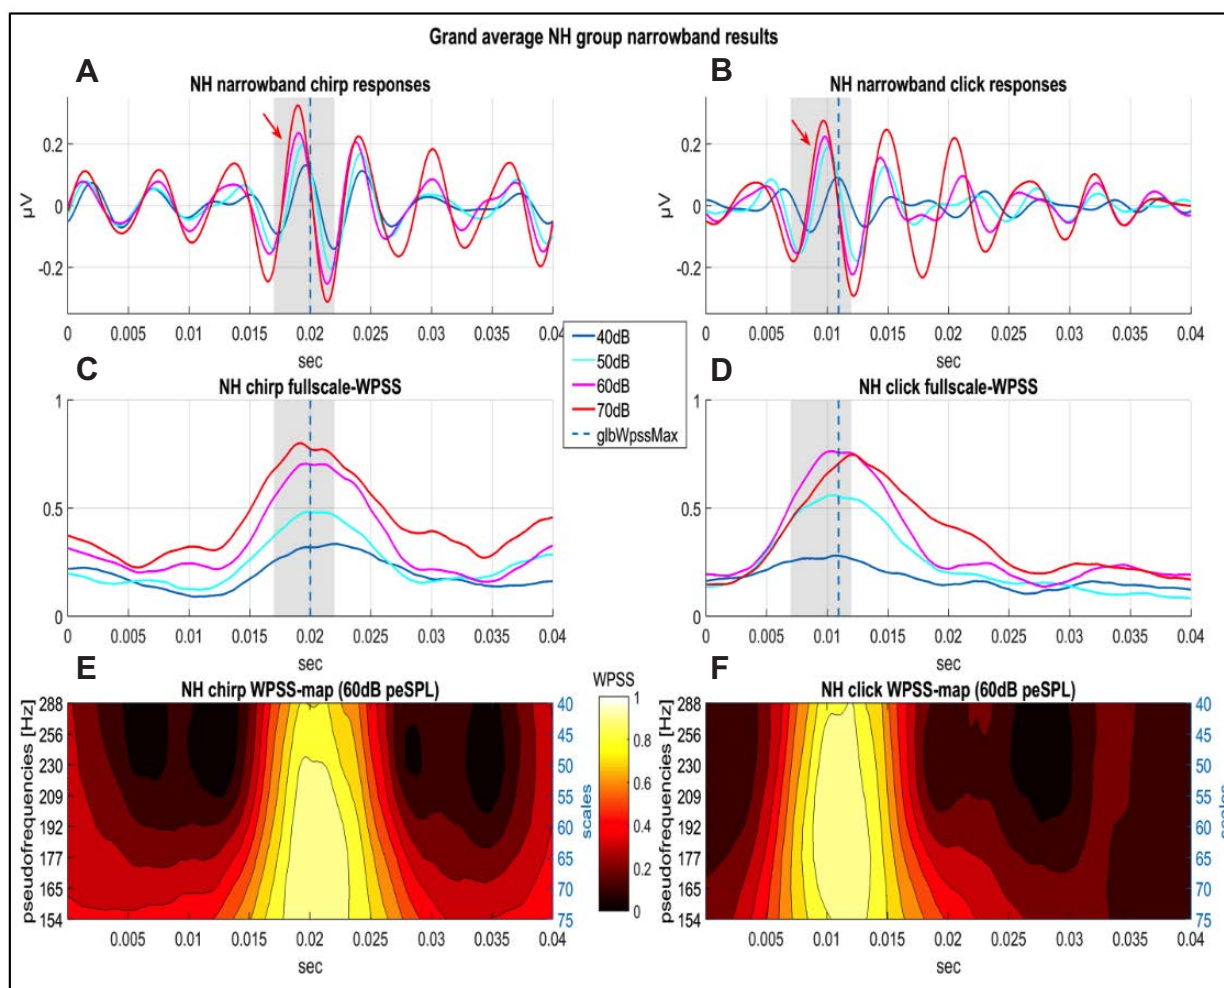 Grand average NH group narrowband results
A
B
NH narrowband chirp responses
NH narrowband click responses
0.2
0
-0.2
µV
0.2
0
-0.2
µV
0 0.005 0.01 0.015 0.02 0.025 0.03 0.035 0.04
0 0.005 0.01 0.015 0.02 0.025 0.03 0.035 0.04
sec
sec
40dB
50dB
60dB
70dB
glbWpssMax
C
D
NH chirp fullscale-WPSS
NH click fullscale-WPSS
1
0.5
0
1
0.5
0
0 0.005 0.01 0.015 0.02 0.025 0.03 0.035 0.04
0 0.005 0.01 0.015 0.02 0.025 0.03 0.035 0.04
sec
sec
E
F
NH chirp WPSS-map (60dB peSPL)
WPSS
NH click WPSS-map (60dB peSPL)
pseudofrequencies [Hz]
288
256
230
209
192
177
165
154
40
45
50
55
60
65
70
75
scales
1
0.8
0.6
0.4
0.2
0
pseudofrequencies [Hz]
288
256
230
209
192
177
165
154
40
45
50
55
60
65
70
75
scales
0.005 0.01 0.015 0.02 0.025 0.03 0.035 0.04
0.005 0.01 0.015 0.02 0.025 0.03 0.035 0.04
sec
sec